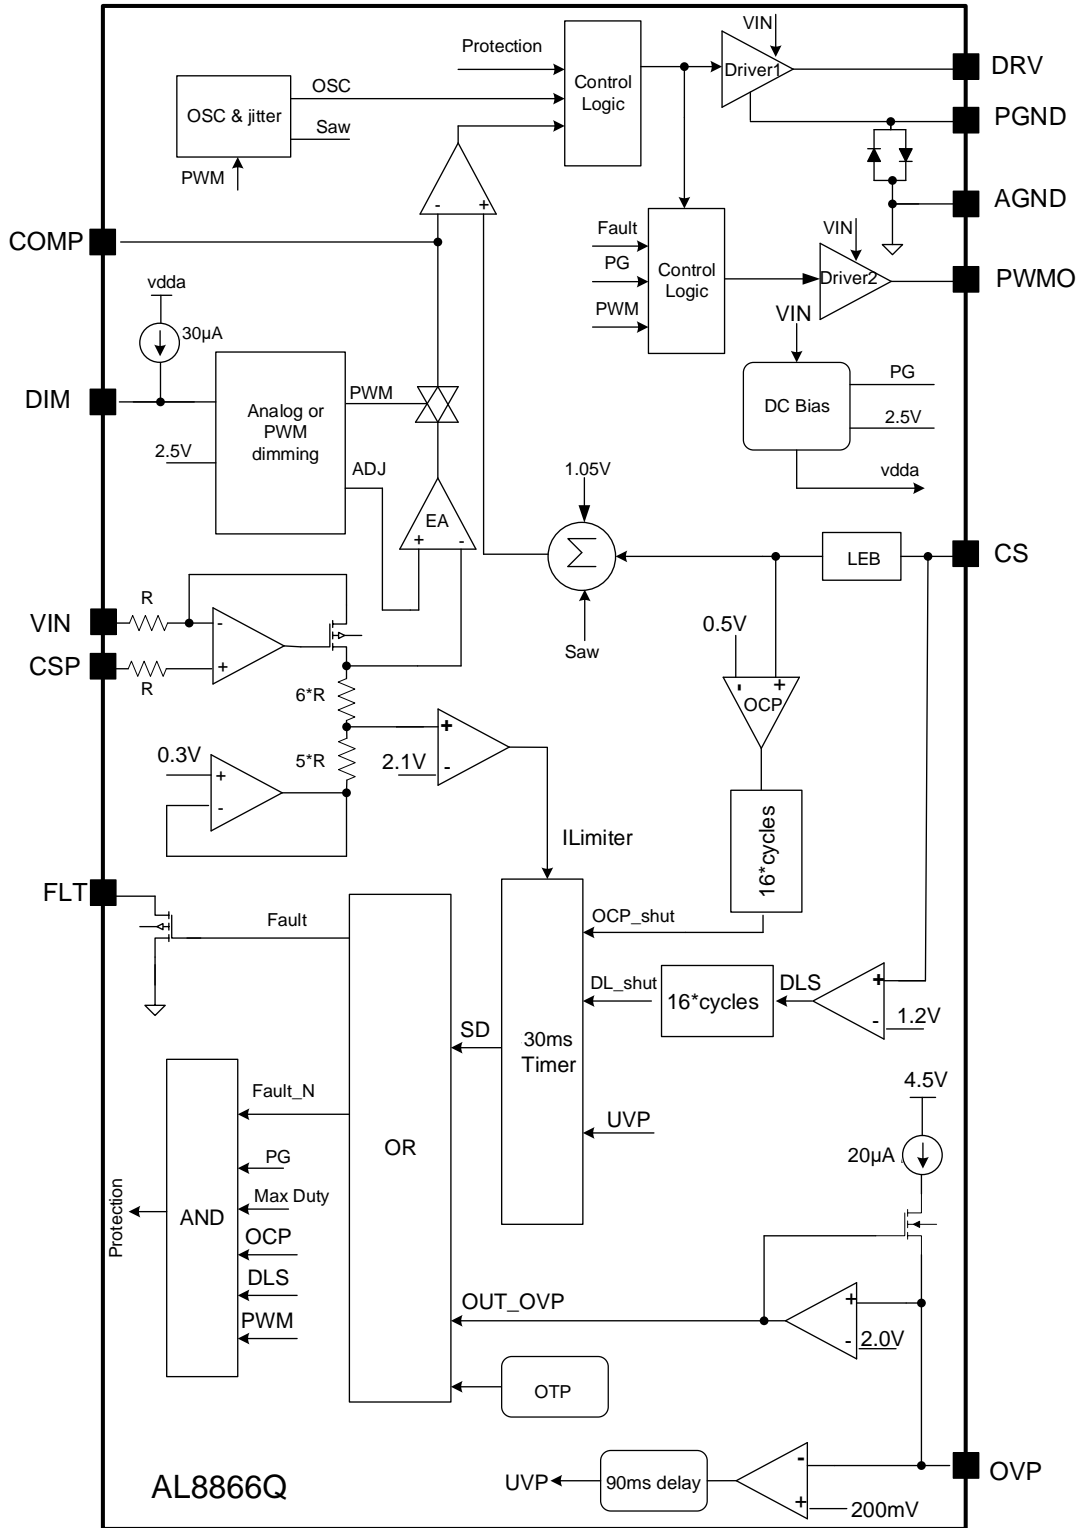 VIN
Protection
DRV
Driver1
Control
Logic
OSC
OSC & jitter
PGND
Saw
PWM
AGND
- +
COMP
Fault
VIN
PG
Control
Logic
Driver2
PWMO
PWM
vdda
30µA
VIN
DIM
PWM
PG
Analog or
PWM
dimming
DC Bias
2.5V
2.5V
ADJ
1.05V
vdda
EA
+ -
Σ
LEB
CS
R
VIN
-
0.5V
Saw
CSP
+
R
- +
OCP
6*R
+
0.3V
5*R
2.1V
-
+
-
16*cycles
ILimiter
FLT
Fault
OCP_shut
DL_shut
DLS
+
16*cycles
-
1.2V
SD
30ms
Timer
4.5V
Fault_N
UVP
OR
20µA
PG
Max Duty
Protection
AND
OCP
DLS
OUT_OVP
+
PWM
-
2.0V
OTP
-
OVP
AL8866Q
UVP
90ms delay
+
200mV